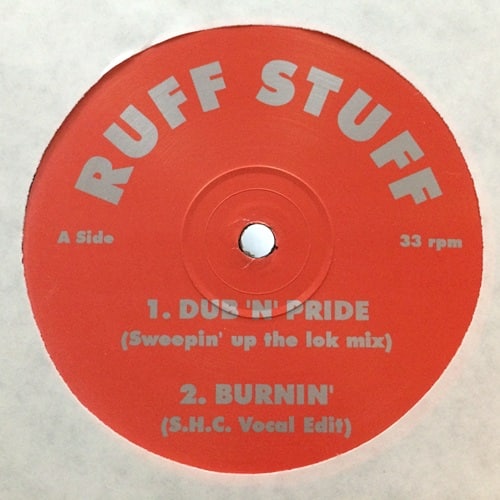 RUFF STUFF
A Side
33 rpm
1. DUB 'N' PRIDE
(Sweepin' up the lok mix)
2. BURNIN'
(S.H.C. Vocal Edit)